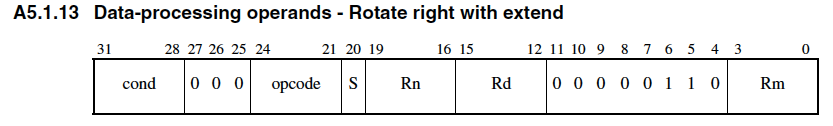 A5.1.13 Data-processing operands - Rotate right with extend
31 28 27 26 25 24 21 20 19 16 15 12 11 10 9 8 7 6 5 4 3 0
cond 0 0 0 opcode S Rn Rd 0 0 0 0 0 1 1 0 Rm